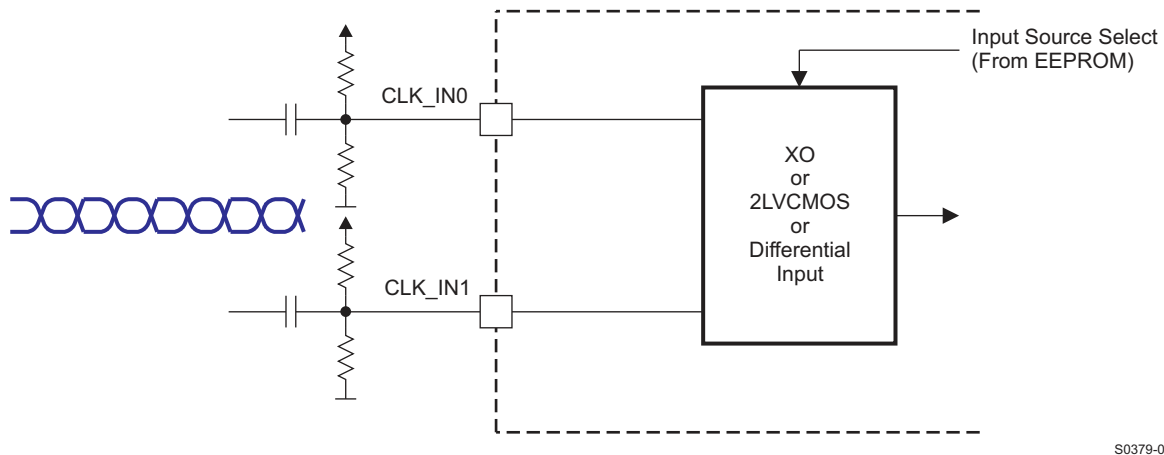 Input Source Select
(From EEPROM)
CLK_IN0
XO
or
2LVCMOS
or
Differential
Input
CLK_IN1
S0379-0